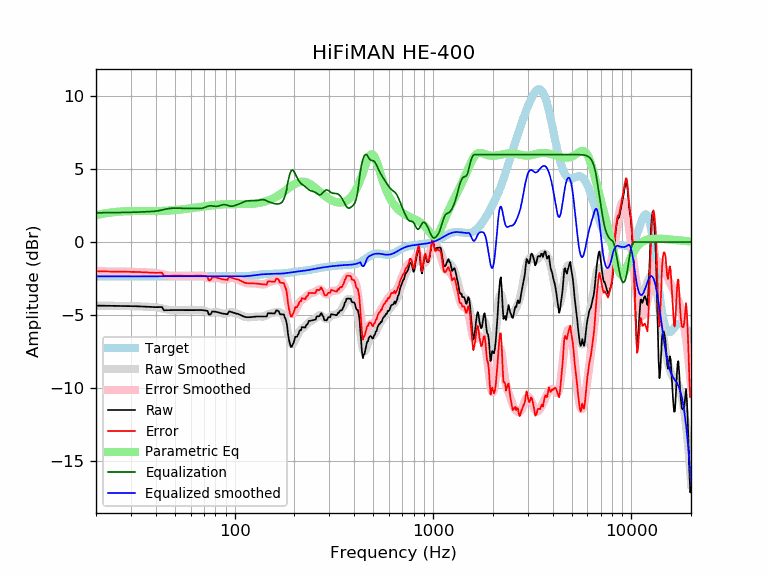 HiFiMAN HE-400
Amplitude (dBr)
10
5
0
−5
−10
−15
Target
Raw Smoothed
Error Smoothed
Raw
Error
Parametric Eq
Equalization
Equalized smoothed
100
1000
10000
Frequency (Hz)